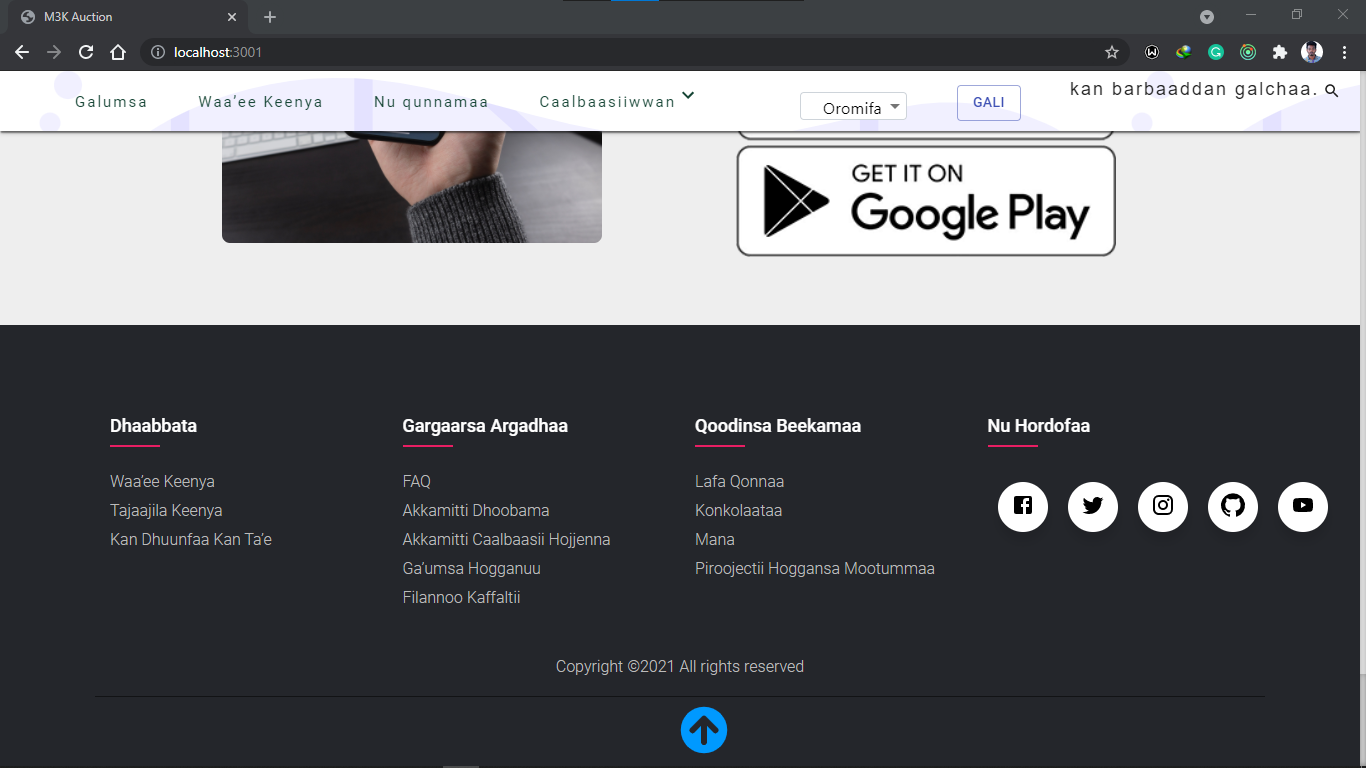 M3K Auction
localhost:3001
Galumsa
Waa’ee Keenya
Nu qunnamaa
Caalbaasiiwwan
Oromifa
GALI
kan barbaaddan galchaa.
GET IT ON
Google Play
Dhaabbata
Waa’ee Keenya
Tajaajila Keenya
Kan Dhuunfaa Kan Ta’e
Gargaarsa Argadhaa
FAQ
Akkamitti Dhoobama
Akkamitti Caalbaasii Hojjenna
Ga’umsa Hogganuu
Filannoo Kaffaltii
Qoodinsa Beekamaa
Lafa Qonnaa
Konkolaataa
Mana
Piroojectii Hoggansa Mootummaa
Nu Hordofaa
Copyright ©2021 All rights reserved